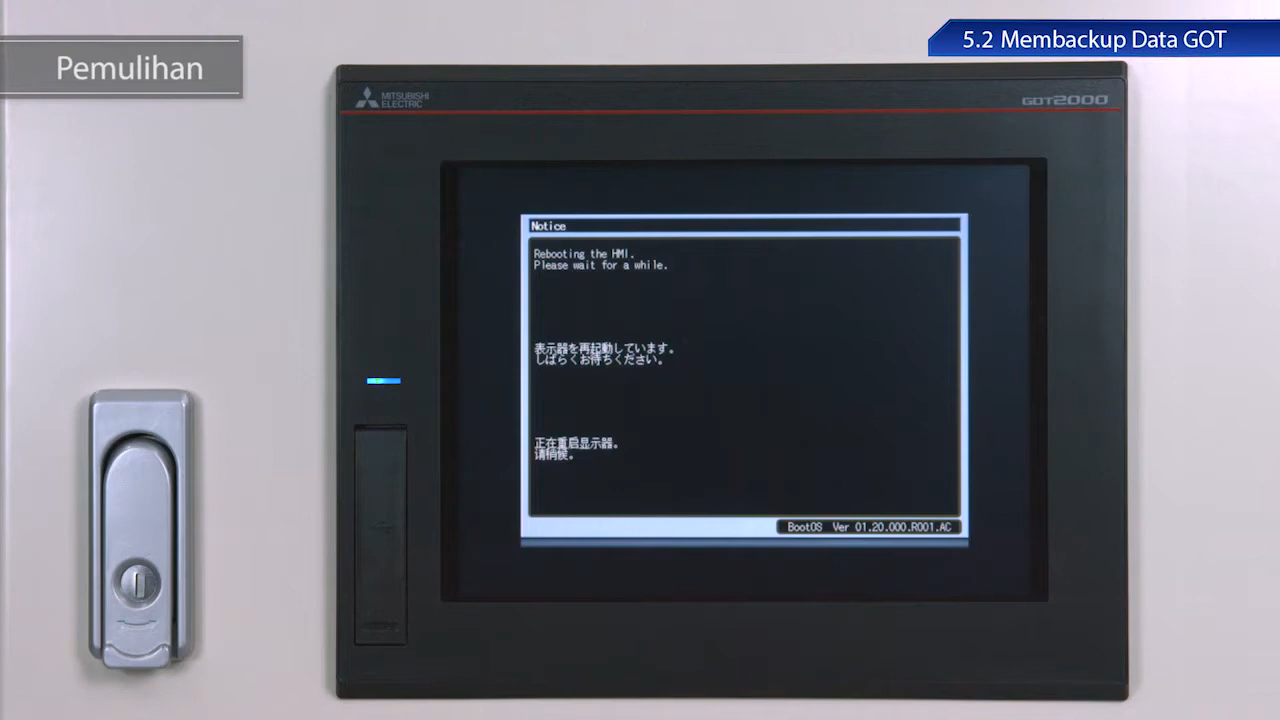 5.2 Membackup Data GOT
Pemulihan
MITSUBISHI
ELECTRIC
GOT2000
Notice
Rebooting the HMI.
Please wait for a while.
表示器を再起動しています。
しばらくお待ちください。
正在重启显示器。
请稍候。
BootOS Ver 01.20.000.R001.AC